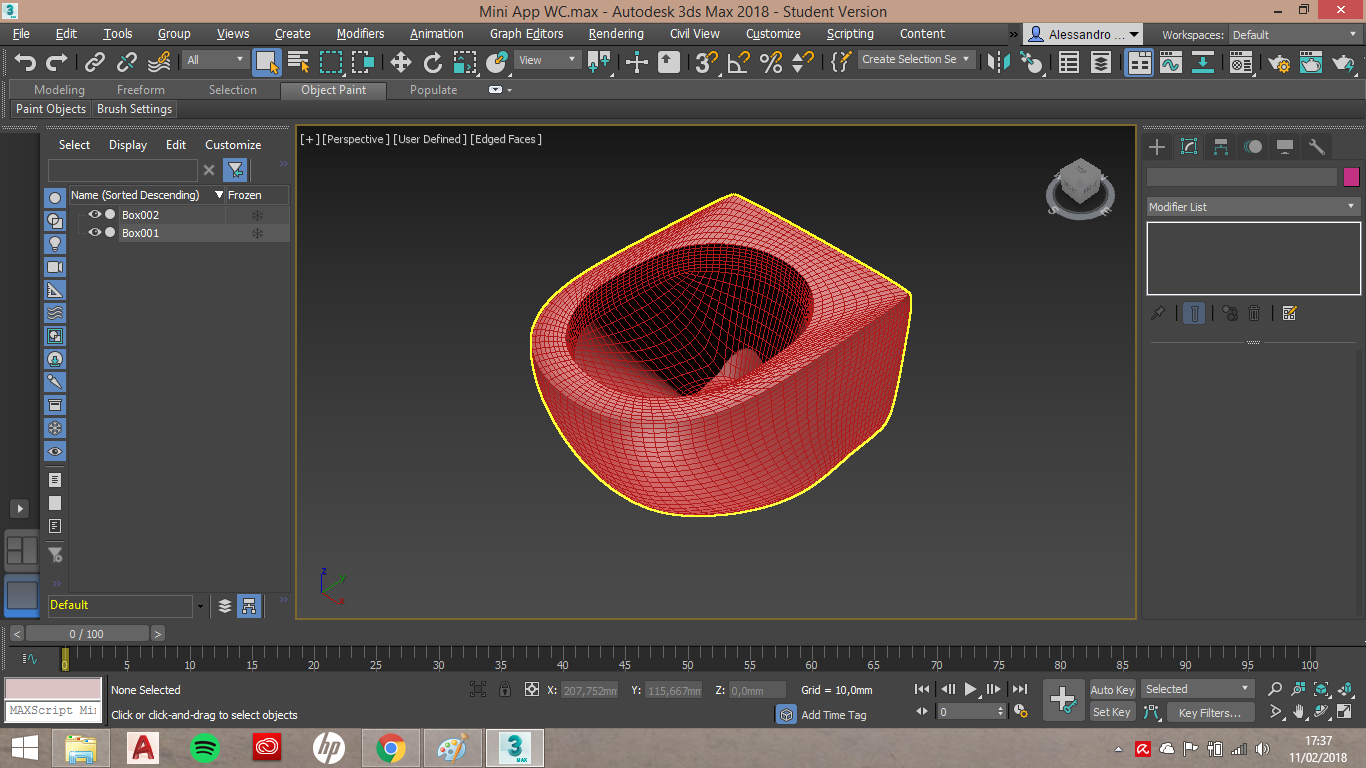 Mini App WC.max - Autodesk 3ds Max 2018 - Student Version
File Edit Tools Group Views Create Modifiers Animation Graph Editors Rendering Civil View Customize Scripting Content » Alessandro ... Workspaces: Default
All View Create Selection Se
Modeling Freeform Selection Object Paint Populate
Paint Objects Brush Settings
Select Display Edit Customize
[+] [Perspective ] [User Defined ] [Edged Faces ]
Name (Sorted Descending) Frozen
Box002
Box001
Modifier List
TOP
S E
z
y
x
Default
< 0 / 100 >
0 5 10 15 20 25 30 35 40 45 50 55 60 65 70 75 80 85 90 95 100
None Selected X: 207,752mm Y: 115,667mm Z: 0,0mm Grid = 10,0mm Auto Key Selected
MAXScript Mi
Click or click-and-drag to select objects Add Time Tag 0 Set Key Key Filters...
A hp 3 MAX
17:37
11/02/2018